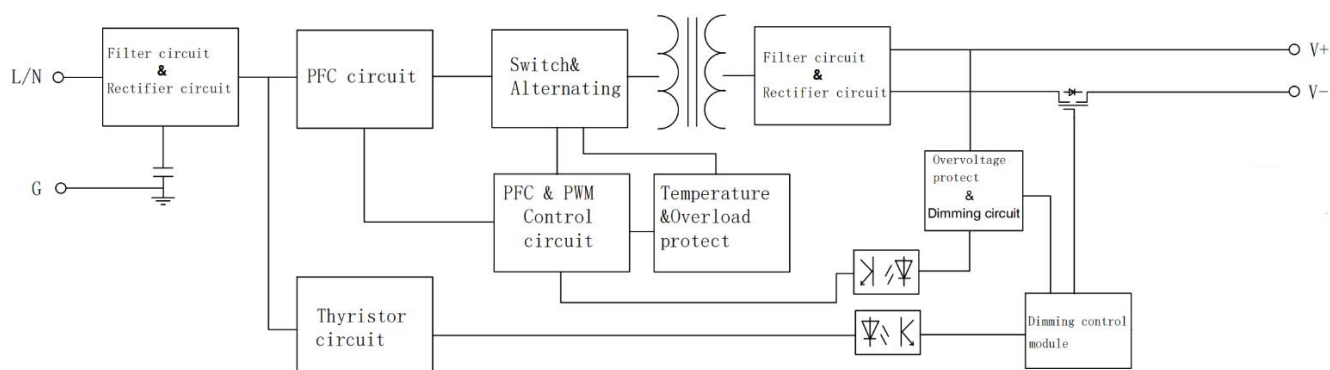 Filter circuit
&
Rectifier circuit
L/N
G
PFC circuit
Switch&
Alternating
Filter circuit
&
Rectifier circuit
V+
V-
PFC & PWM
Control
circuit
Temperature
&Overload
protect
Overvoltage
protect
&
Dimming circuit
Thyristor
circuit
Dimming control
module